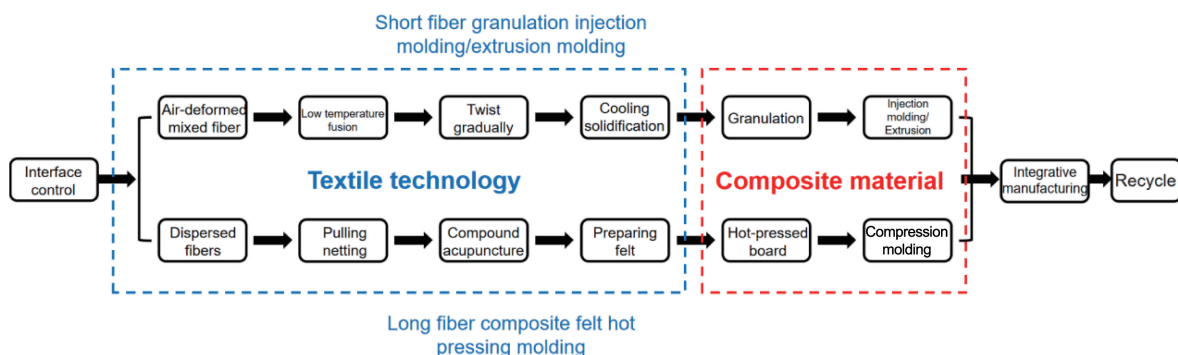 Short fiber granulation injection
molding/extrusion molding
Air-deformed
mixed fiber
Low temperature
fusion
Twist
gradually
Cooling
solidification
Granulation
Injection
molding/
Extrusion
Interface
control
Textile technology
Composite material
Integrative
manufacturing
Recycle
Dispersed
fibers
Pulling
netting
Compound
acupuncture
Preparing
felt
Hot-pressed
board
Compression
molding
Long fiber composite felt hot
pressing molding